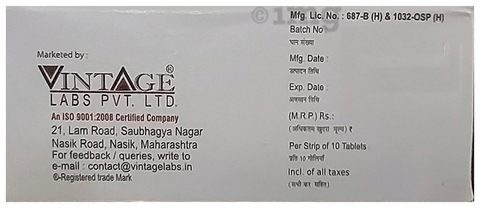 Marketed by :
VINTAGE®
LABS PVT. LTD.
An ISO 9001:2008 Certified Company
21, Lam Road, Saubhagya Nagar
Nasik Road, Nasik, Maharashtra
For feedback / queries, write to
e-mail : contact@vintagelabs.in
®-Registered trade Mark
Mfg. Lic. No. : 687-B (H) & 1032-OSP (H)
Batch No
घान संख्या
Mfg. Date :
उत्पादन तिथि
Exp. Date :
अवसान तिथि
(M.R.P) Rs.:
(अधिकतम खुदरा मूल्य) ₹
Per Strip of 10 Tablets :
प्रति 10 गोलियाँ
Incl. of all taxes
(सभी कर सहित)
1mg